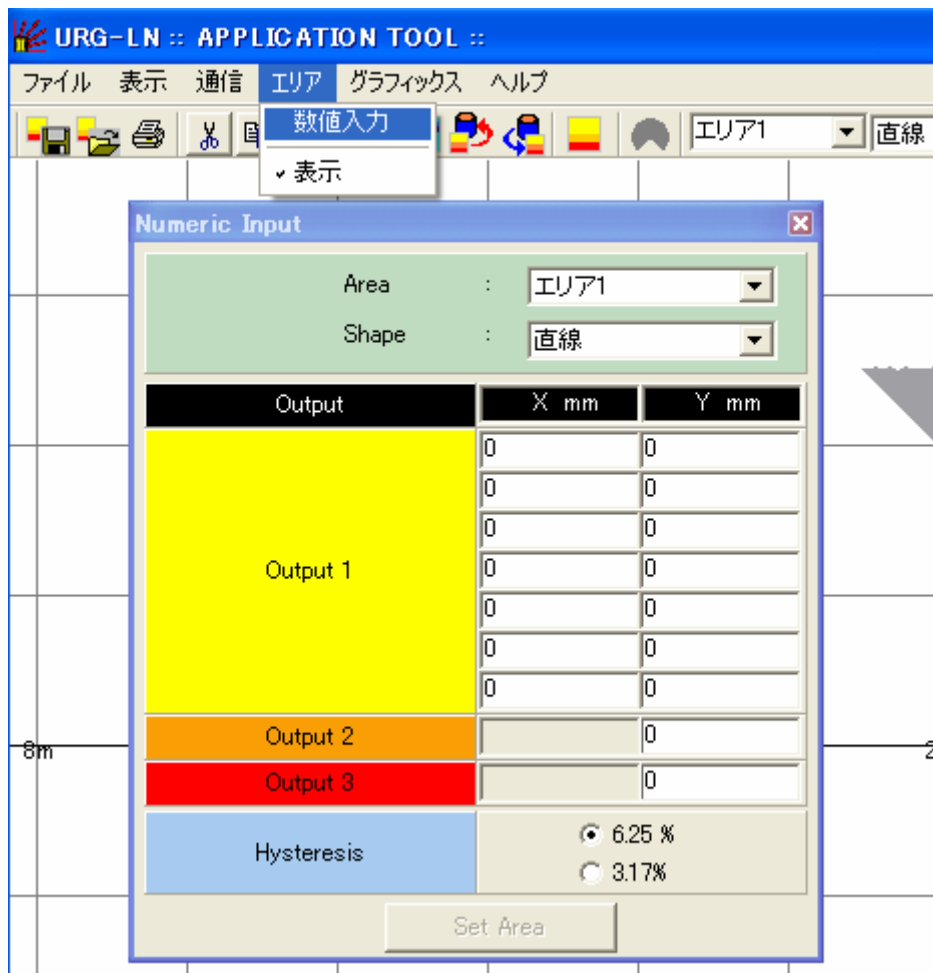 URG-LN :: APPLICATION TOOL ::
ファイル 表示 通信 エリア グラフィックス ヘルプ
数値入力
エリア1 直線
✓ 表示
Numeric Input
Area : エリア1
Shape : 直線
Output X mm Y mm
0 0
0 0
0 0
Output 1 0 0
0 0
0 0
0 0
Output 2 0
8m 2
Output 3 0
Hysteresis
6.25 %
3.17%
Set Area